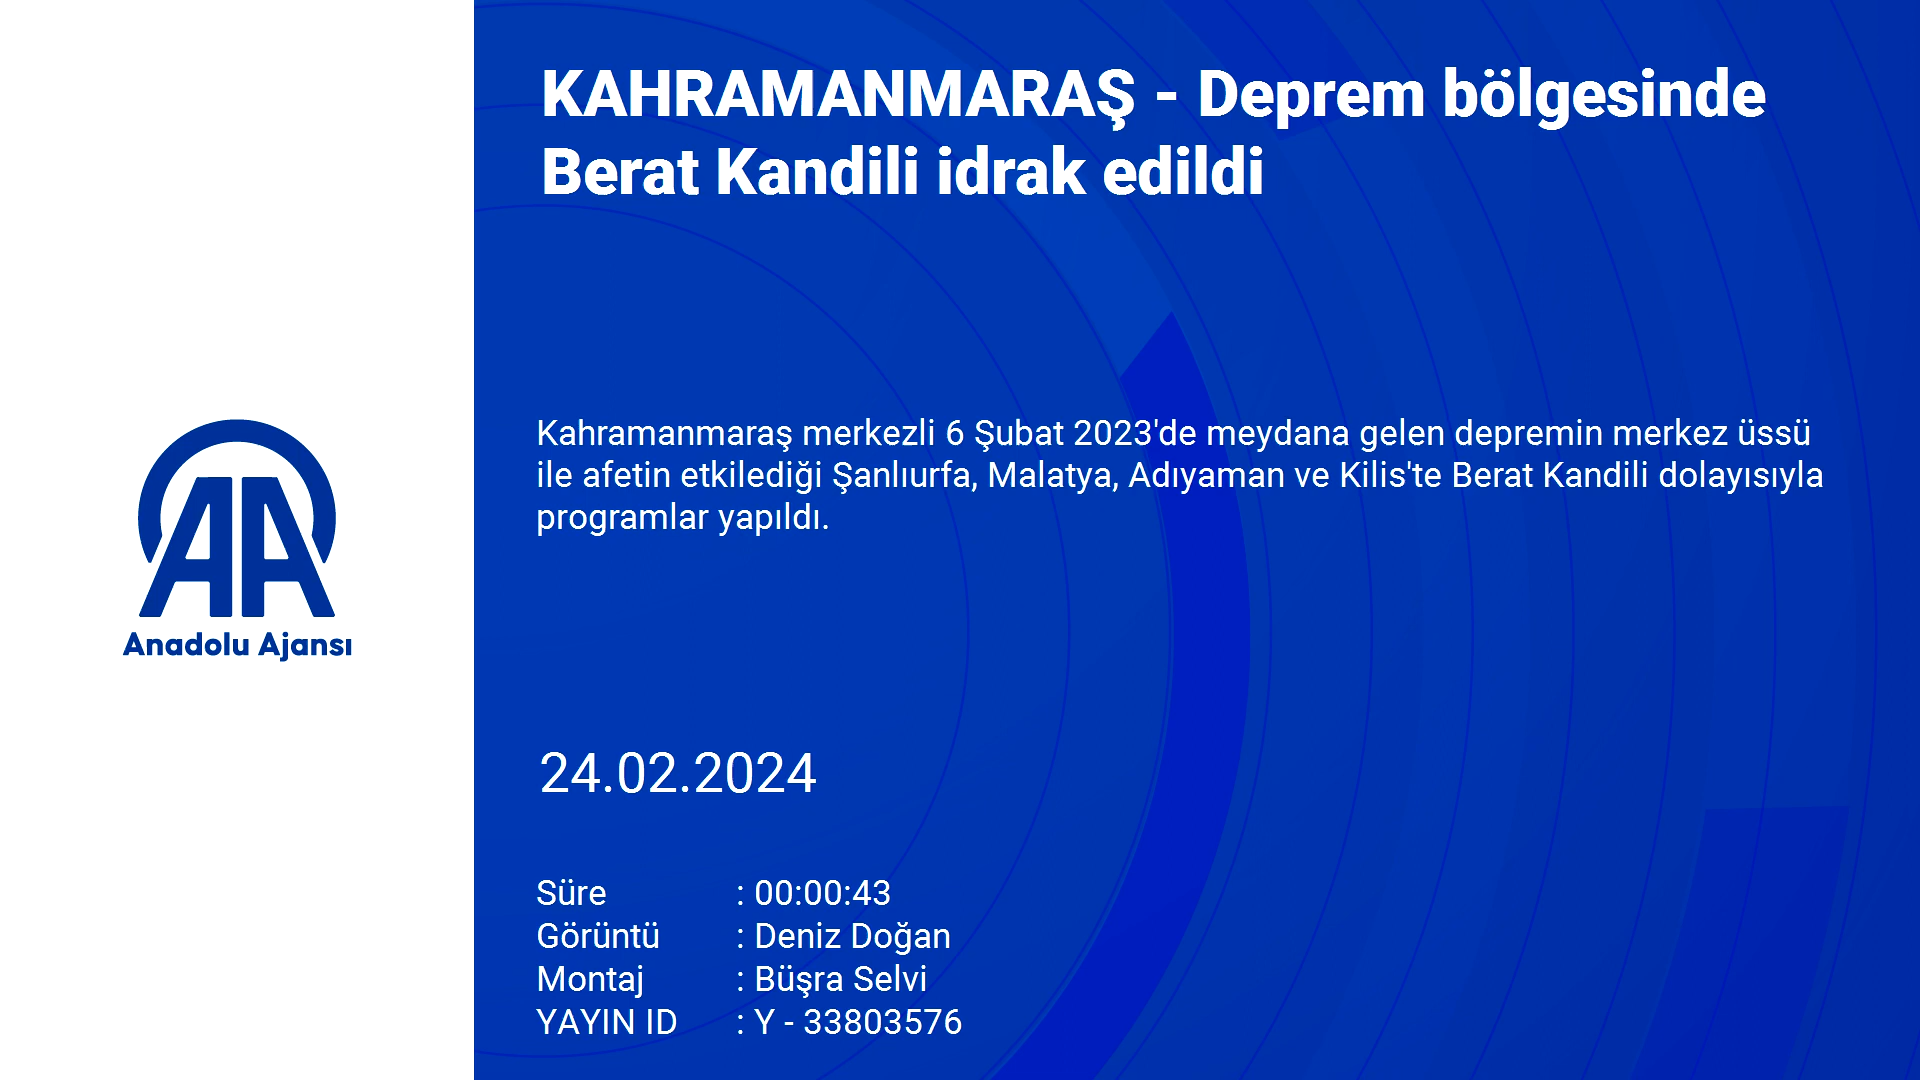 KAHRAMANMARAŞ - Deprem bölgesinde
Berat Kandili idrak edildi
Kahramanmaraş merkezli 6 Şubat 2023'de meydana gelen depremin merkez üssü
ile afetin etkilediği Şanlıurfa, Malatya, Adıyaman ve Kilis'te Berat Kandili dolayısıyla
programlar yapıldı.
AA
Anadolu Ajansı
24.02.2024
Süre : 00:00:43
Görüntü : Deniz Doğan
Montaj : Büşra Selvi
YAYIN ID : Y - 33803576